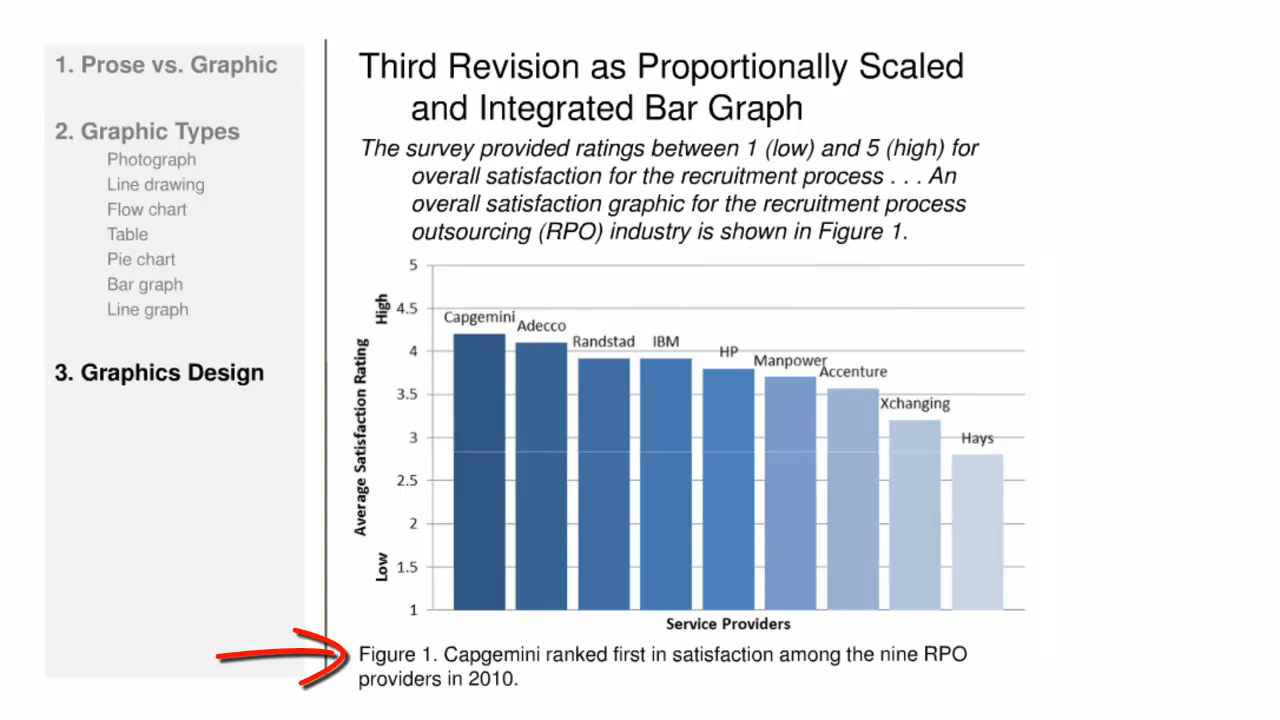 1. Prose vs. Graphic
2. Graphic Types
Photograph
Line drawing
Flow chart
Table
Pie chart
Bar graph
Line graph
3. Graphics Design
Third Revision as Proportionally Scaled
and Integrated Bar Graph
The survey provided ratings between 1 (low) and 5 (high) for
overall satisfaction for the recruitment process . . . An
overall satisfaction graphic for the recruitment process
outsourcing (RPO) industry is shown in Figure 1.
Average Satisfaction Rating
High
Low
5
4.5
4
3.5
3
2.5
2
1.5
1
Capgemini
Adecco
Randstad
IBM
HP
Manpower
Accenture
Xchanging
Hays
Service Providers
Figure 1. Capgemini ranked first in satisfaction among the nine RPO
providers in 2010.